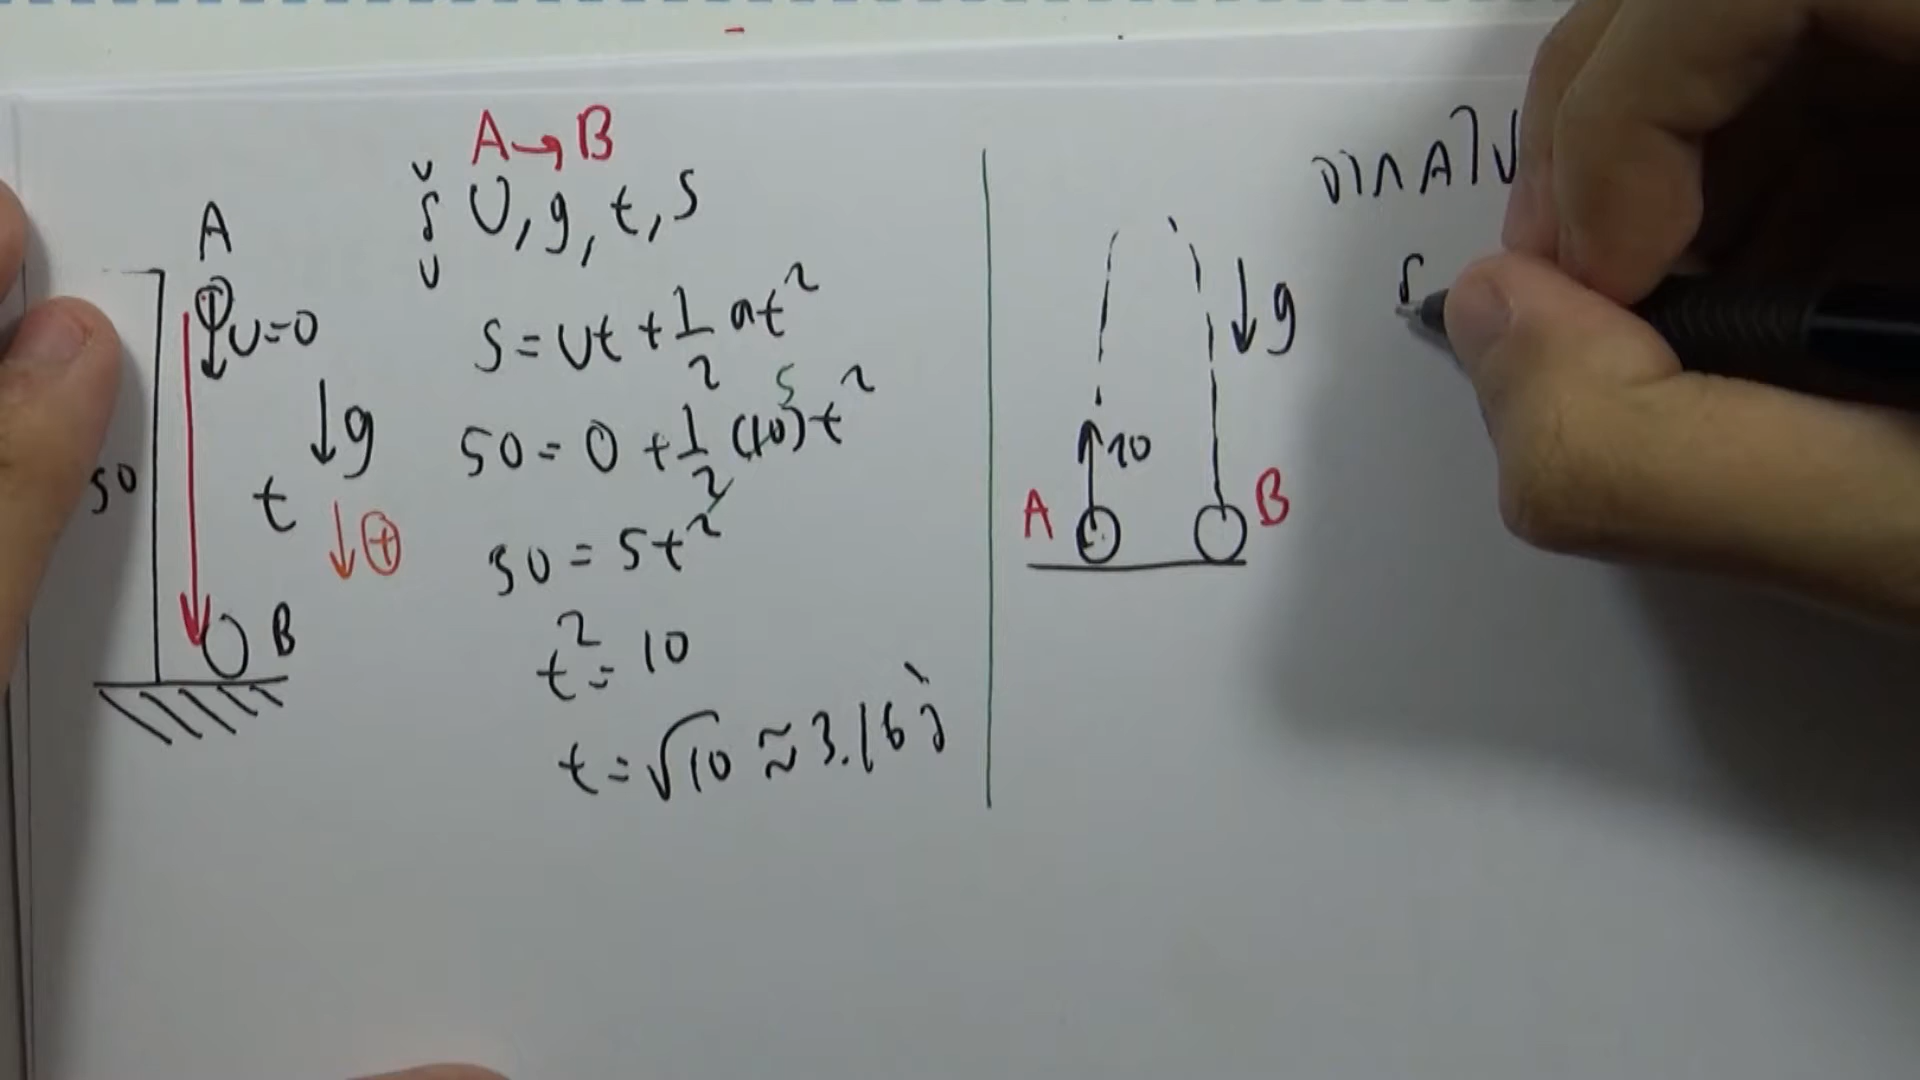 A→B
U, g, t, s
A
u=0
↓g
50
t
↓⊕
B
s = ut + 1/2 at²
50 = 0 + 1/2 (10) t²
5
50 = 5t²
t² = 10
t = √10 ≈ 3.16 วิ
จาก A ไป
↓g
↑10
A
B